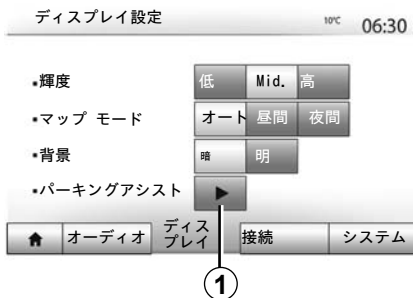 ディスプレイ設定 10℃ 06:30
▪輝度 低 Mid. 高
▪マップ モード オート 昼間 夜間
▪背景 暗 明
▪パーキングアシスト
オーディオ ディス
プレイ 接続 システム
1